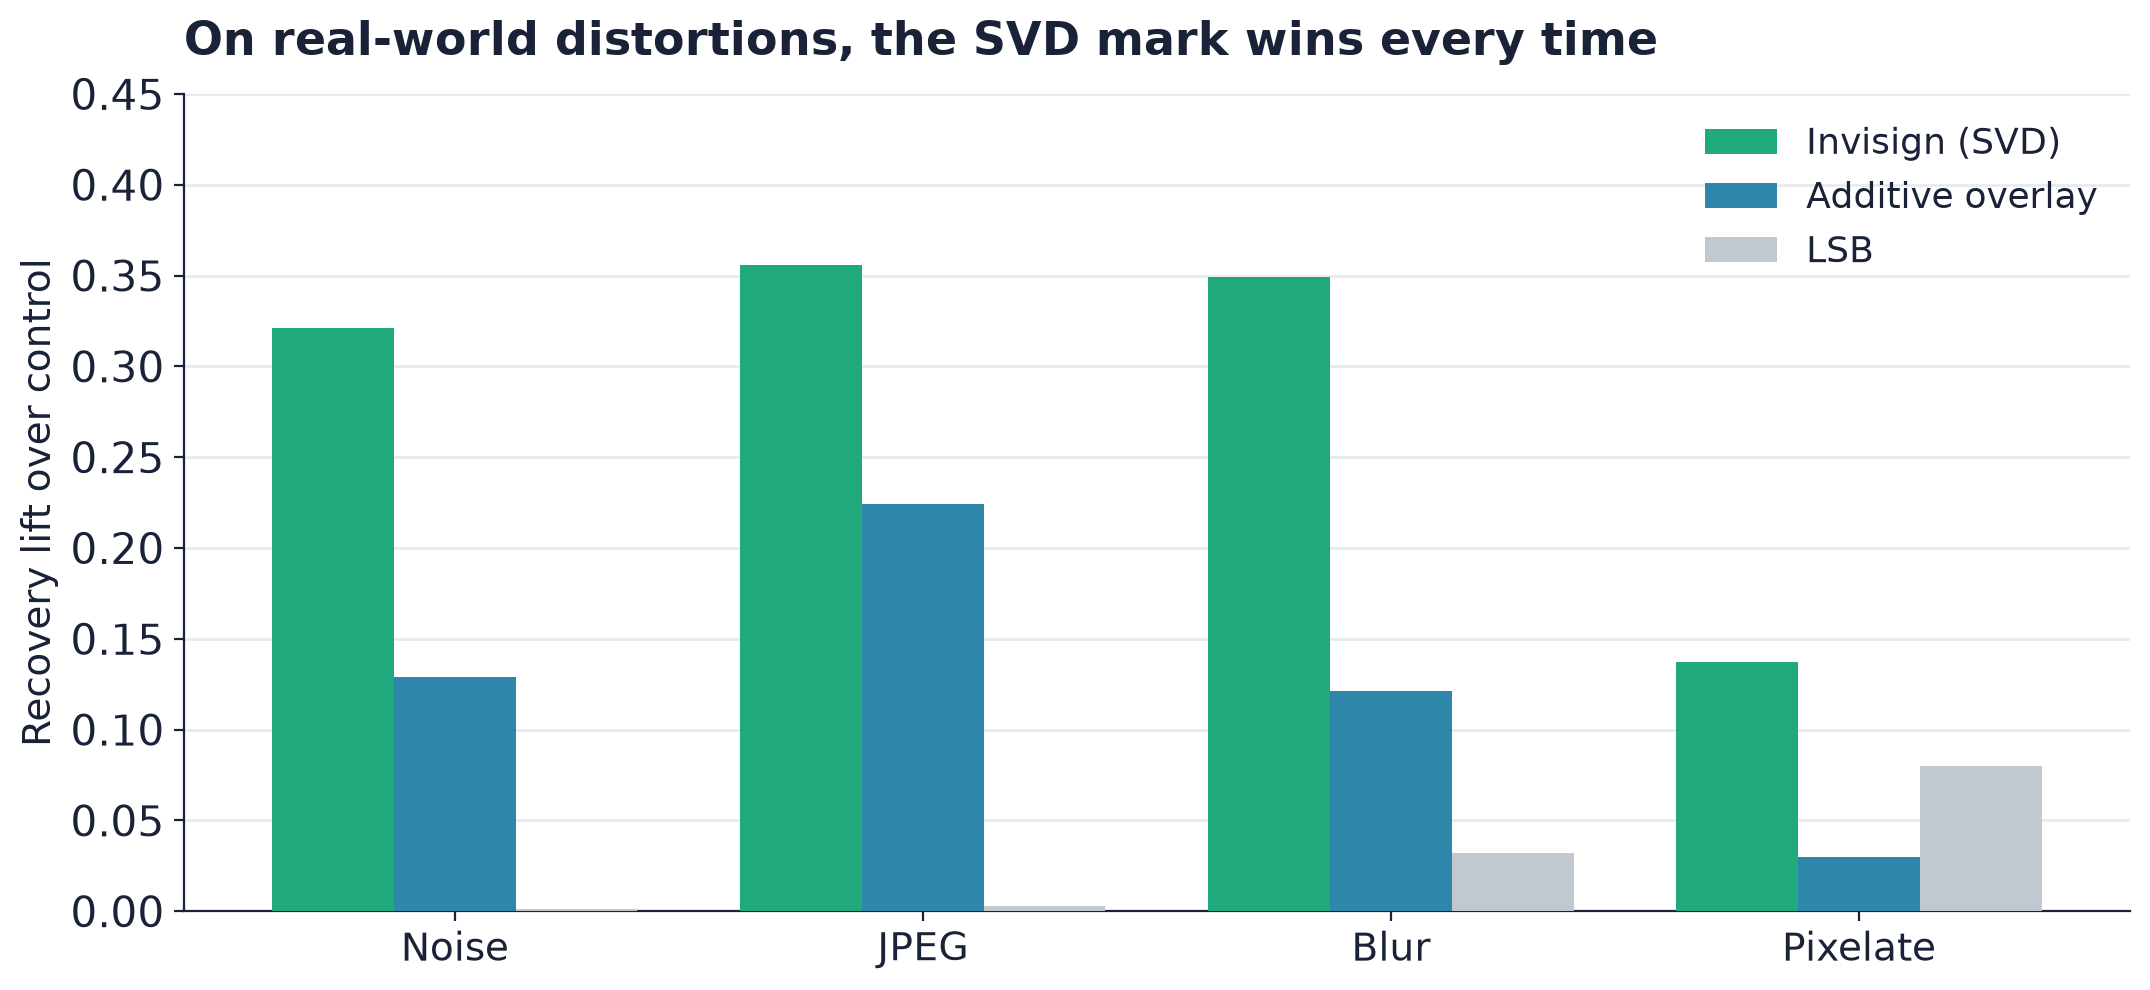 On real-world distortions, the SVD mark wins every time
Recovery lift over control
0.45
0.40
0.35
0.30
0.25
0.20
0.15
0.10
0.05
0.00
Invisign (SVD)
Additive overlay
LSB
Noise
JPEG
Blur
Pixelate